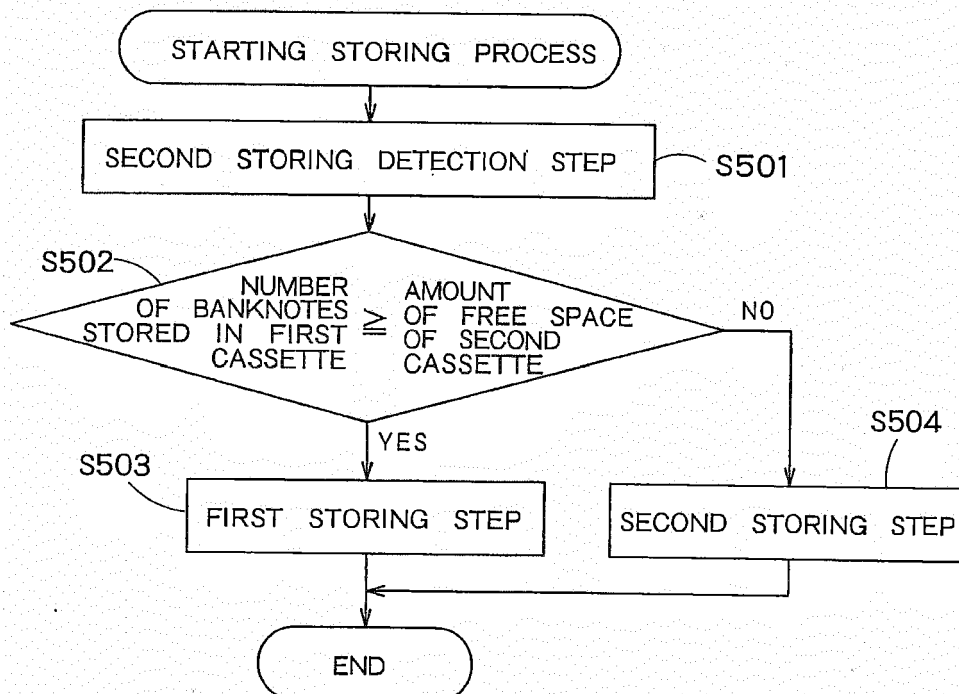 STARTING STORING PROCESS
SECOND STORING DETECTION STEP
S501
S502
NUMBER
OF BANKNOTES
STORED IN FIRST
CASSETTE
≧
AMOUNT
OF FREE SPACE
OF SECOND
CASSETTE
NO
YES
S503
S504
FIRST STORING STEP
SECOND STORING STEP
END